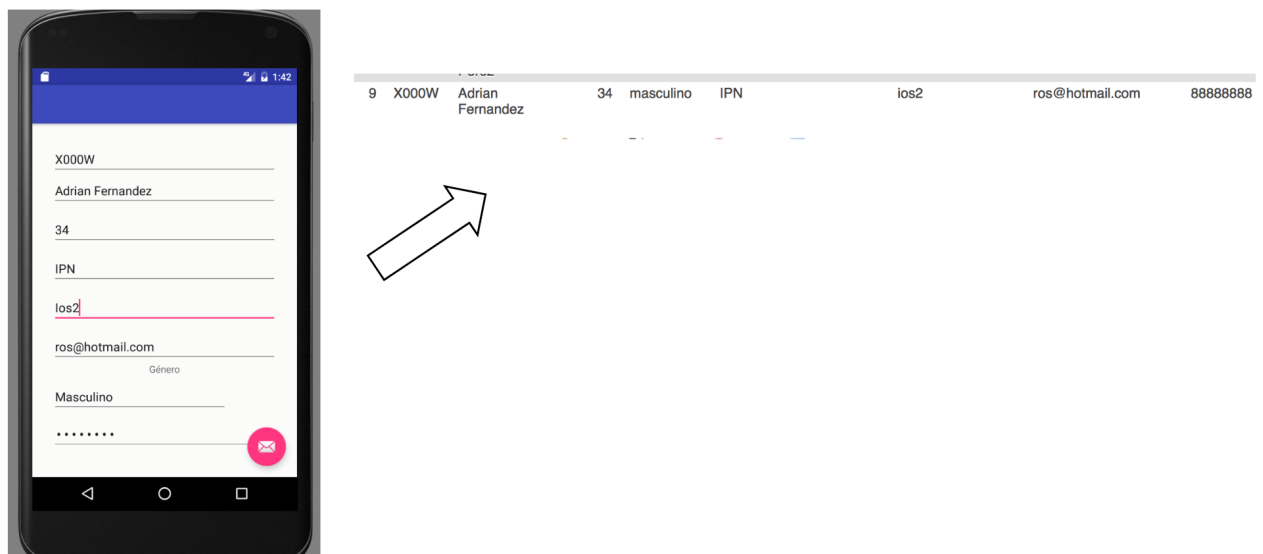 1:42
X000W
Adrian Fernandez
34
IPN
Ios2
ros@hotmail.com
Género
Masculino
••••••••
9 X000W Adrian 34 masculino IPN ios2 ros@hotmail.com 88888888
Fernandez